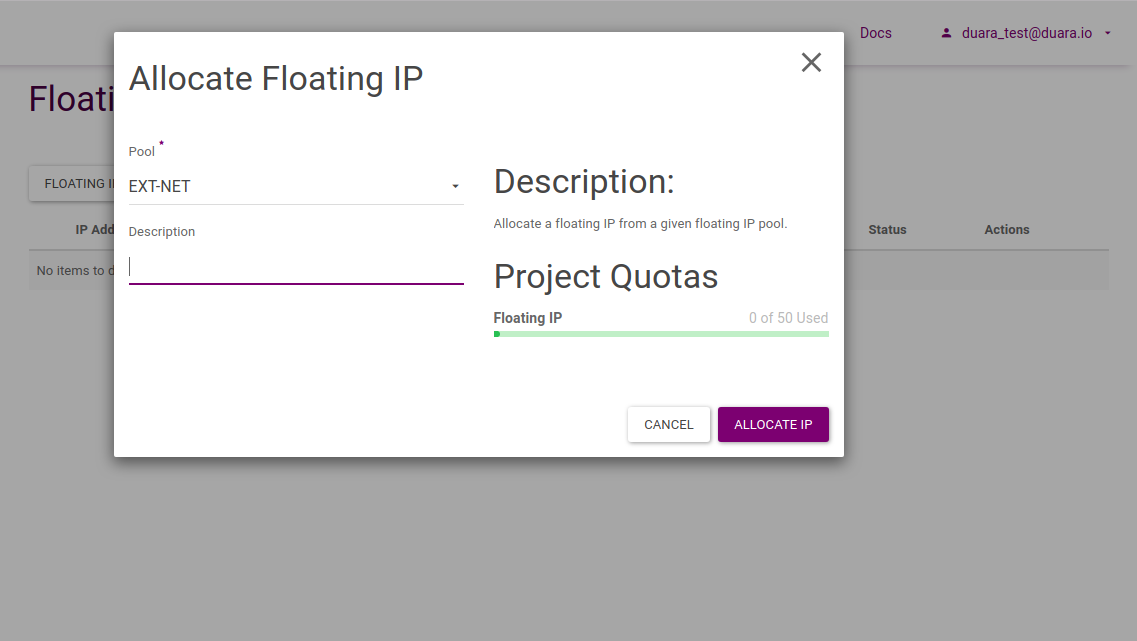 Docs
duara_test@duara.io
Allocate Floating IP
Floati
Pool *
EXT-NET
Description
FLOATING I
IP Add
Status
Actions
No items to d
Description:
Allocate a floating IP from a given floating IP pool.
Project Quotas
Floating IP
0 of 50 Used
CANCEL
ALLOCATE IP